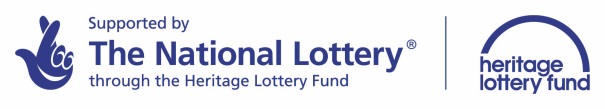 Supported by
The National Lottery®
through the Heritage Lottery Fund
heritage
lottery fund